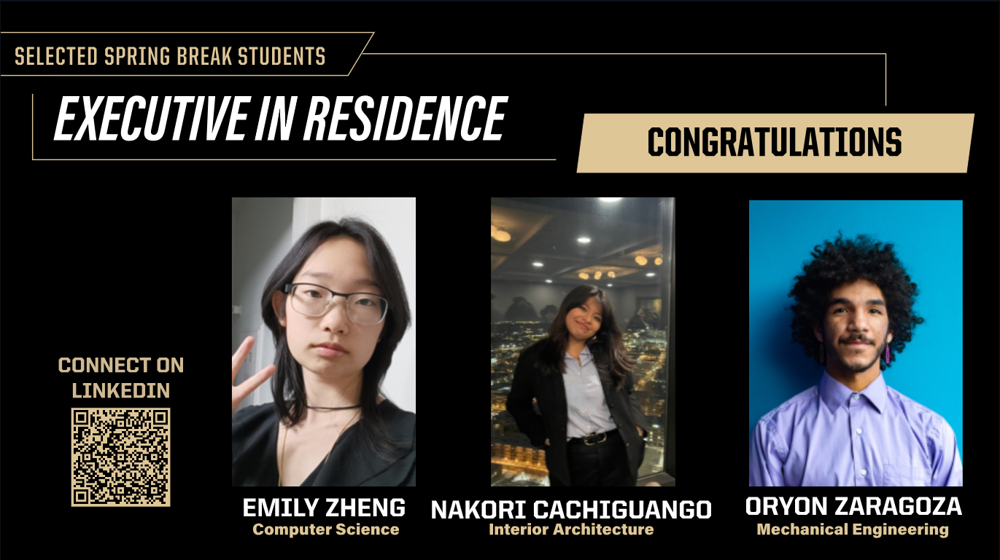 SELECTED SPRING BREAK STUDENTS
EXECUTIVE IN RESIDENCE
CONGRATULATIONS
CONNECT ON
LINKEDIN
EMILY ZHENG
Computer Science
NAKORI CACHIGUANGO
Interior Architecture
ORYON ZARAGOZA
Mechanical Engineering